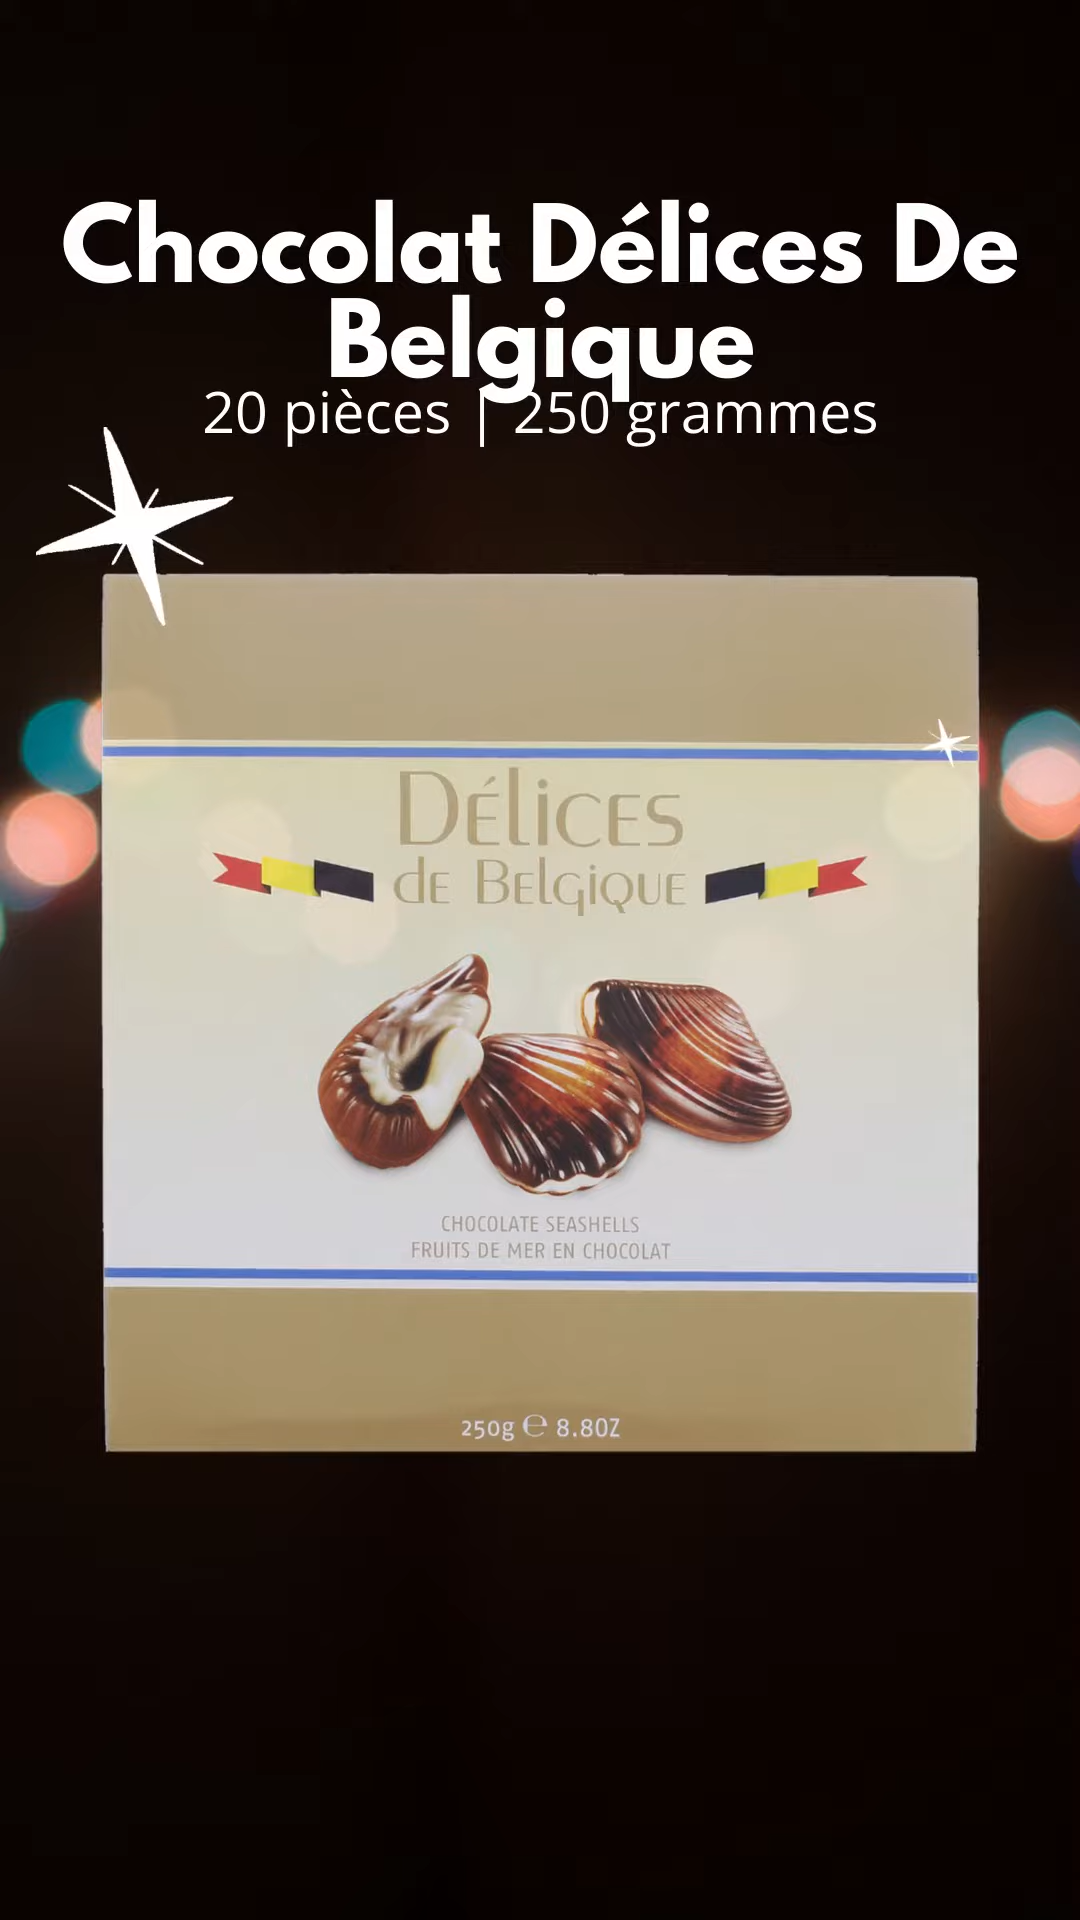 Chocolat Délices De
Belgique
20 pièces | 250 grammes
Délices
de Belgique
CHOCOLATE SEASHELLS
FRUITS DE MER EN CHOCOLAT
250g ℮ 8.8OZ